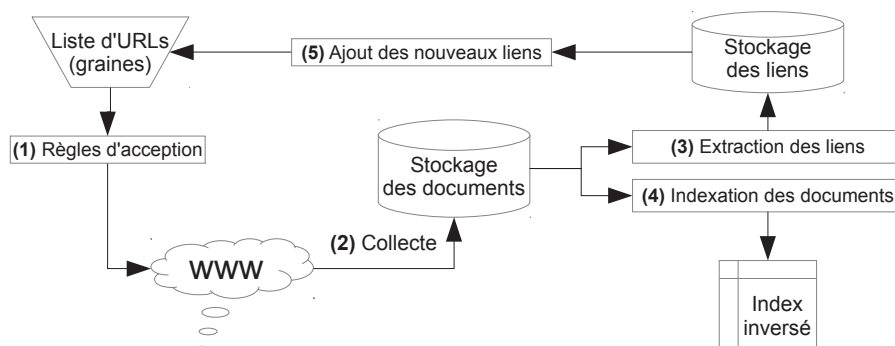 Liste d'URLs
(graines)
(5) Ajout des nouveaux liens
Stockage
des liens
(1) Règles d'acception
Stockage
des documents
(3) Extraction des liens
(4) Indexation des documents
(2) Collecte
WWW
Index
inversé